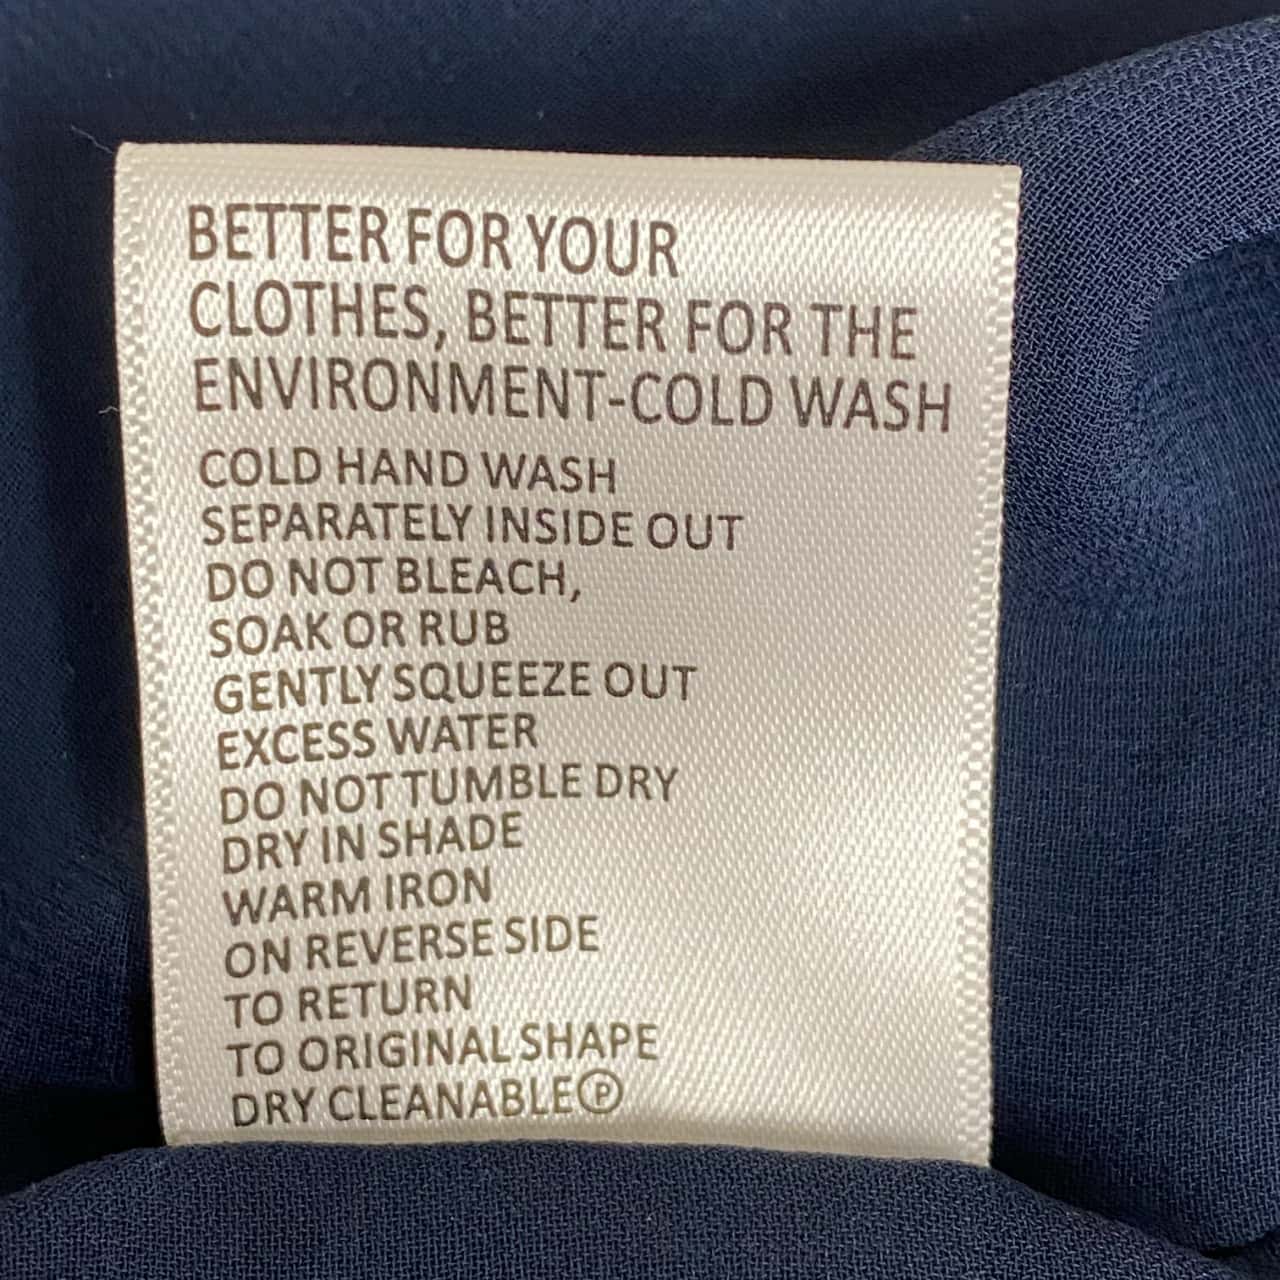 BETTER FOR YOUR
CLOTHES, BETTER FOR THE
ENVIRONMENT-COLD WASH
COLD HAND WASH
SEPARATELY INSIDE OUT
DO NOT BLEACH,
SOAK OR RUB
GENTLY SQUEEZE OUT
EXCESS WATER
DO NOT TUMBLE DRY
DRY IN SHADE
WARM IRON
ON REVERSE SIDE
TO RETURN
TO ORIGINAL SHAPE
DRY CLEANABLE Ⓟ